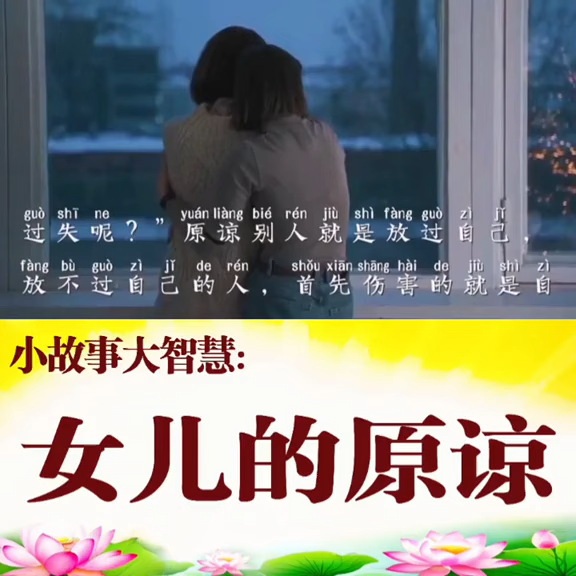 guò shī ne yuán liàng bié rén jiù shì fàng guò zì jǐ
过失呢？”原谅别人就是放过自己，
fàng bù guò zì jǐ de rén shǒu xiān shāng hài de jiù shì zì
放不过自己的人，首先伤害的就是自
小故事大智慧:
女儿的原谅